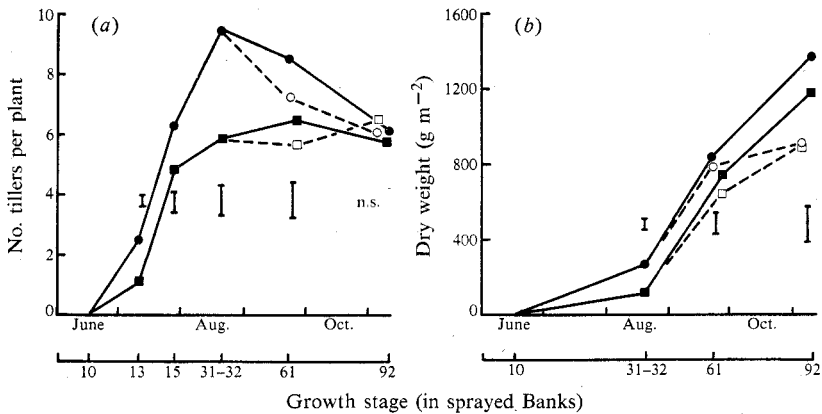 (a)
No. tillers per plant
10
8
6
4
2
0
n.s.
June Aug. Oct.
10 13 15 31–32 61 92
(b)
Dry weight (g m−2)
1600
1200
800
400
0
June Aug. Oct.
10 31–32 61 92
Growth stage (in sprayed Banks)